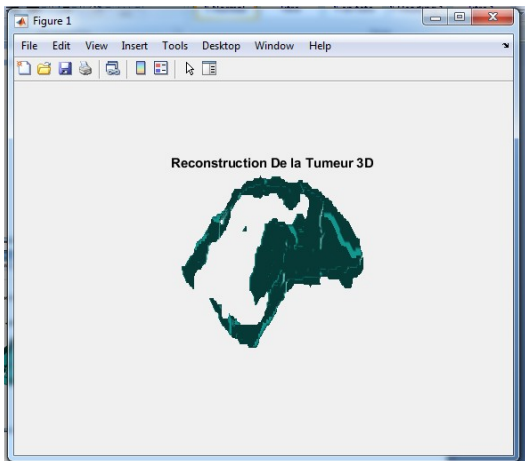 Figure 1
File Edit View Insert Tools Desktop Window Help
Reconstruction De la Tumeur 3D